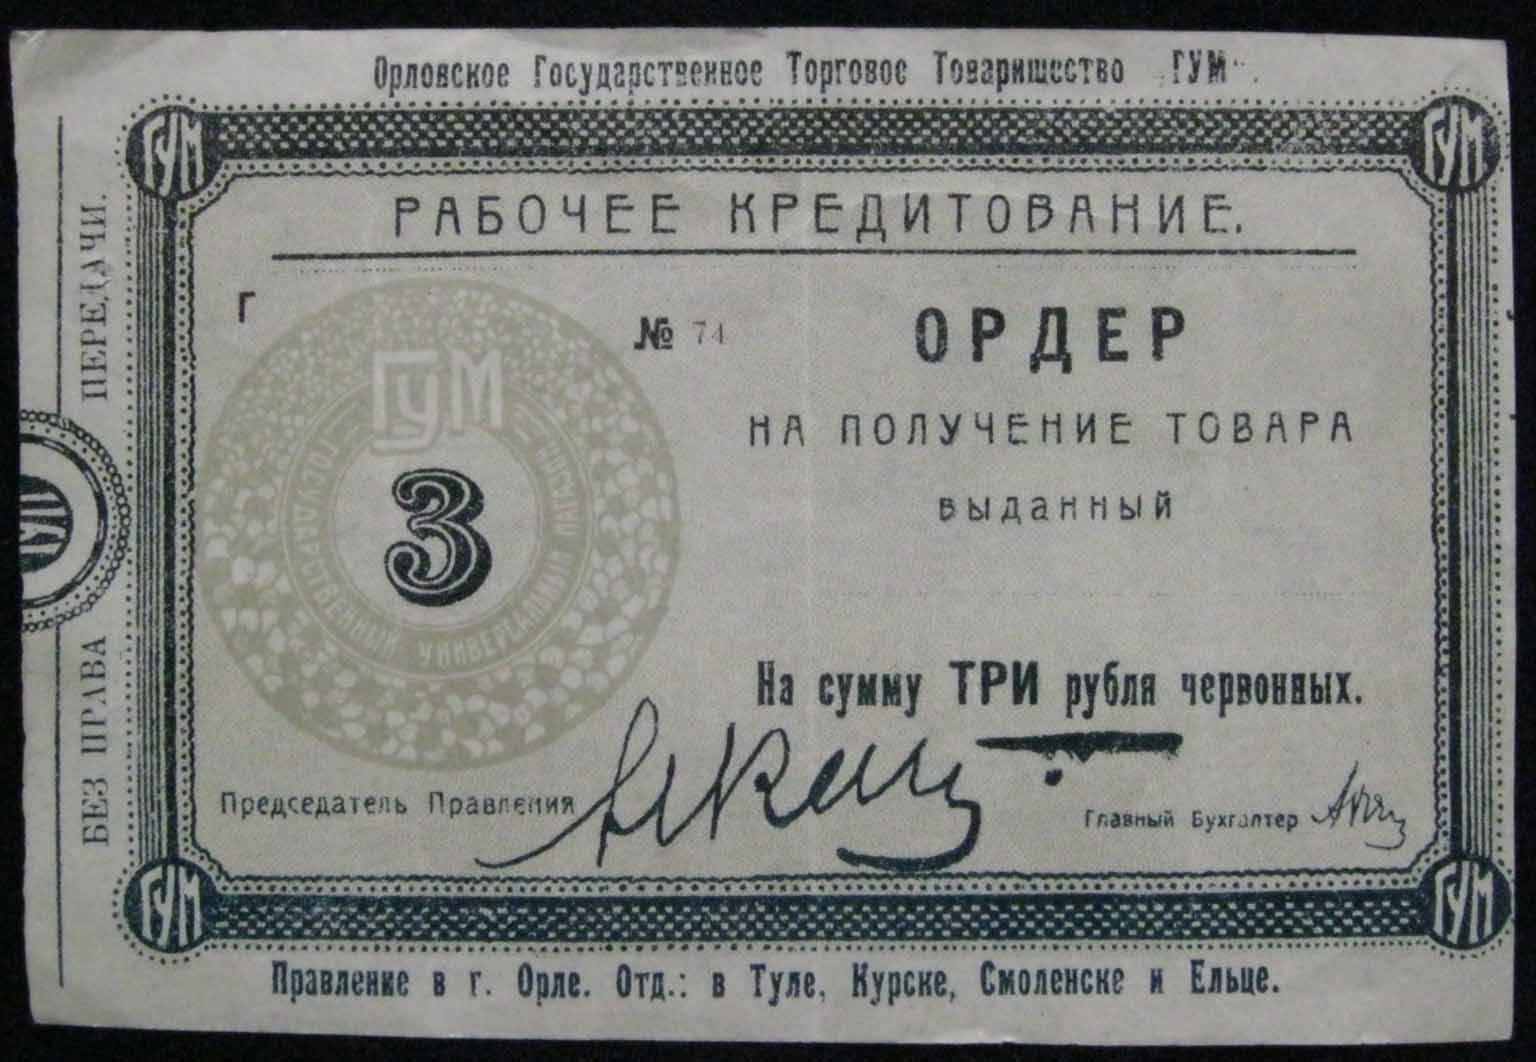 Орловское Государственное Торговое Товарищество „ГУМ“.
ГУМ
ГУМ
РАБОЧЕЕ КРЕДИТОВАНИЕ.
Г
№ 74
ОРДЕР
НА ПОЛУЧЕНИЕ ТОВАРА
выданный
ГУМ
3
ГОСУДАРСТВЕННЫЙ УНИВЕРСАЛЬНЫЙ
На сумму ТРИ рубля червонных.
Председатель Правления
Главный Бухгалтер
ГУМ
ГУМ
Правление в г. Орле. Отд.: в Туле, Курске, Смоленске и Ельце.
БЕЗ ПРАВА ПЕРЕДАЧИ.